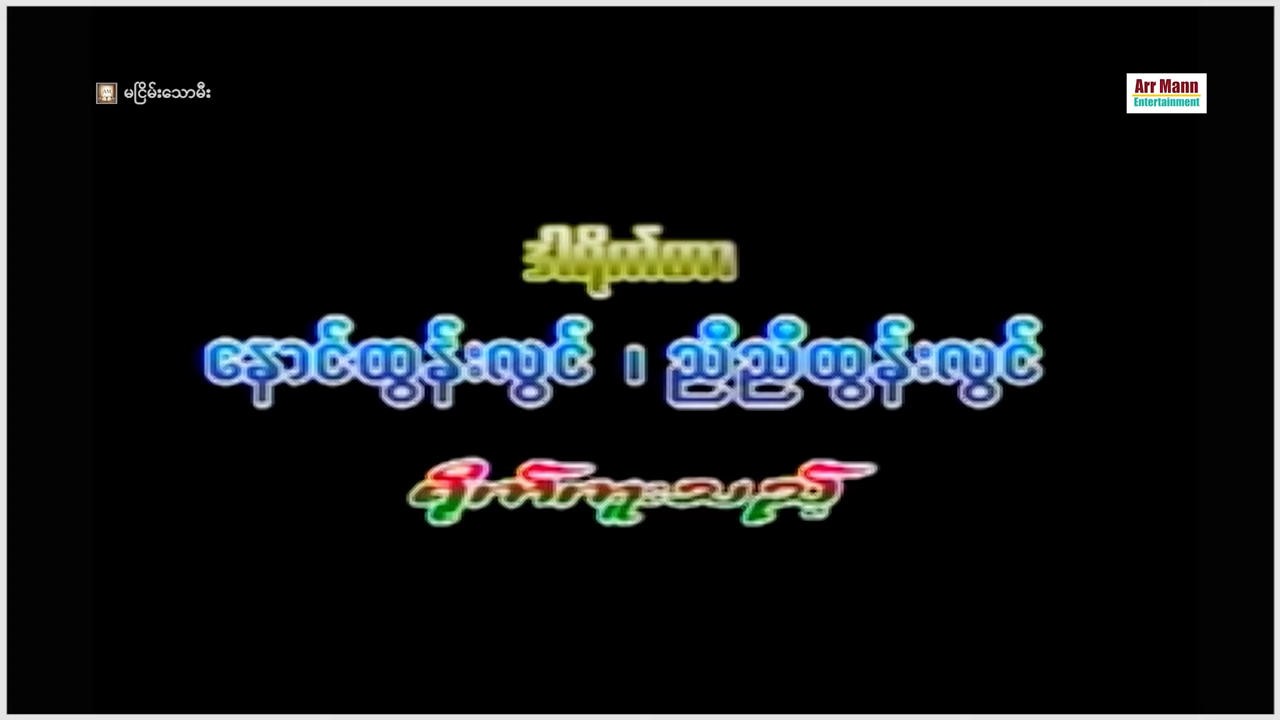 မငြိမ်းသောမီး
Arr Mann
Entertainment
ဒါရိုက်တာ
နောင်ထွန်းလွင် ၊ ညီညီထွန်းလွင်
ရိုက်ကူးသည့်